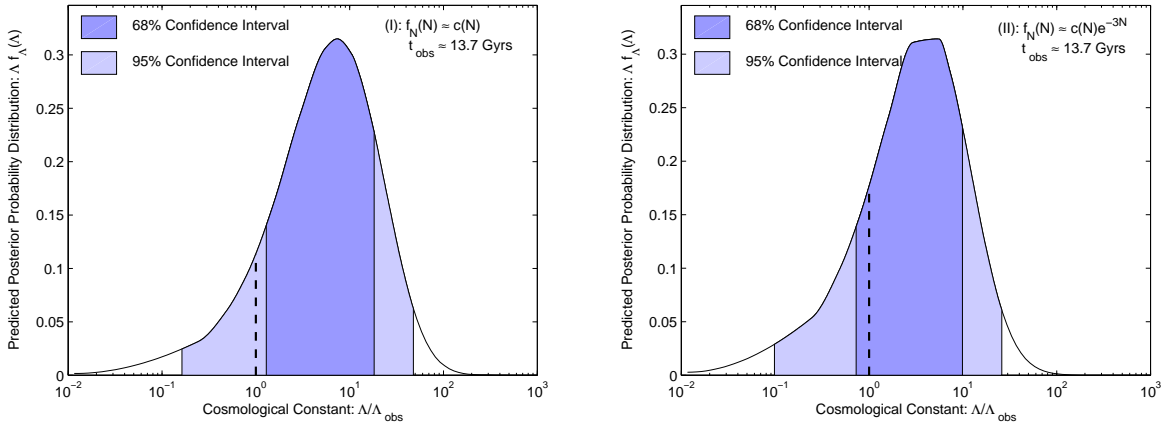 68% Confidence Interval
95% Confidence Interval
(I): f_N(N) ≈ c(N)
t_obs ≈ 13.7 Gyrs
Predicted Posterior Probability Distribution: Λ f_Λ(Λ)
0.3
0.25
0.2
0.15
0.1
0.05
0
10^−2 10^−1 10^0 10^1 10^2 10^3
Cosmological Constant: Λ/Λ_obs
68% Confidence Interval
95% Confidence Interval
(II): f_N(N) ≈ c(N)e^−3N
t_obs ≈ 13.7 Gyrs
Predicted Posterior Probability Distribution: Λ f_Λ(Λ)
0.3
0.25
0.2
0.15
0.1
0.05
0
10^−2 10^−1 10^0 10^1 10^2 10^3
Cosmological Constant: Λ/Λ_obs